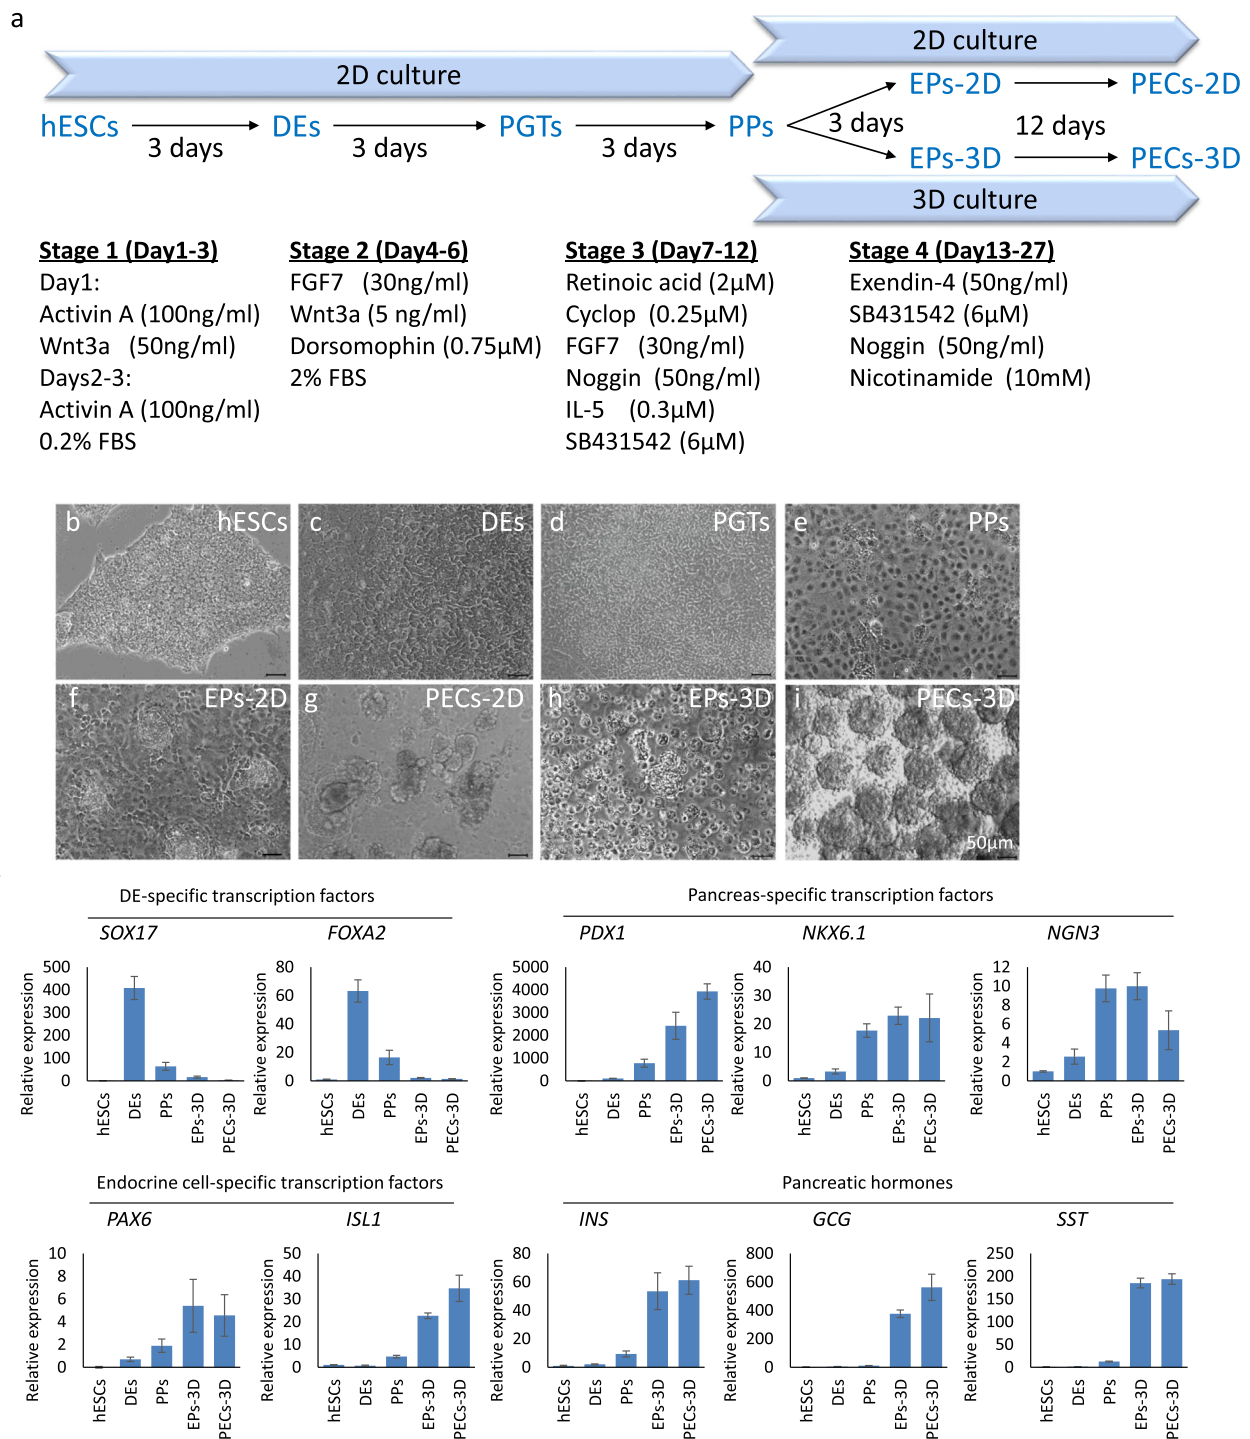 a
2D culture
2D culture
hESCs
DEs
PGTs
PPs
EPs-2D
PECs-2D
3 days
3 days
3 days
3 days
12 days
EPs-3D
PECs-3D
3D culture
Stage 1 (Day1-3)
Day1:
Activin A (100ng/ml)
Wnt3a (50ng/ml)
Days2-3:
Activin A (100ng/ml)
0.2% FBS
Stage 2 (Day4-6)
FGF7 (30ng/ml)
Wnt3a (5 ng/ml)
Dorsomophin (0.75µM)
2% FBS
Stage 3 (Day7-12)
Retinoic acid (2µM)
Cyclop (0.25µM)
FGF7 (30ng/ml)
Noggin (50ng/ml)
IL-5 (0.3µM)
SB431542 (6µM)
Stage 4 (Day13-27)
Exendin-4 (50ng/ml)
SB431542 (6µM)
Noggin (50ng/ml)
Nicotinamide (10mM)
b hESCs
c DEs
d PGTs
e PPs
f EPs-2D
g PECs-2D
h EPs-3D
i PECs-3D
50µm
DE-specific transcription factors
Pancreas-specific transcription factors
SOX17
Relative expression
500
400
300
200
100
0
hESCs
DEs
PPs
EPs-3D
PECs-3D
FOXA2
Relative expression
80
60
40
20
0
hESCs
DEs
PPs
EPs-3D
PECs-3D
PDX1
Relative expression
5000
4000
3000
2000
1000
0
hESCs
DEs
PPs
EPs-3D
PECs-3D
NKX6.1
Relative expression
40
30
20
10
0
hESCs
DEs
PPs
EPs-3D
PECs-3D
NGN3
Relative expression
12
10
8
6
4
2
0
hESCs
DEs
PPs
EPs-3D
PECs-3D
Endocrine cell-specific transcription factors
Pancreatic hormones
PAX6
Relative expression
10
8
6
4
2
0
hESCs
DEs
PPs
EPs-3D
PECs-3D
ISL1
Relative expression
50
40
30
20
10
0
hESCs
DEs
PPs
EPs-3D
PECs-3D
INS
Relative expression
80
60
40
20
0
hESCs
DEs
PPs
EPs-3D
PECs-3D
GCG
Relative expression
800
600
400
200
0
hESCs
DEs
PPs
EPs-3D
PECs-3D
SST
Relative expression
250
200
150
100
50
0
hESCs
DEs
PPs
EPs-3D
PECs-3D